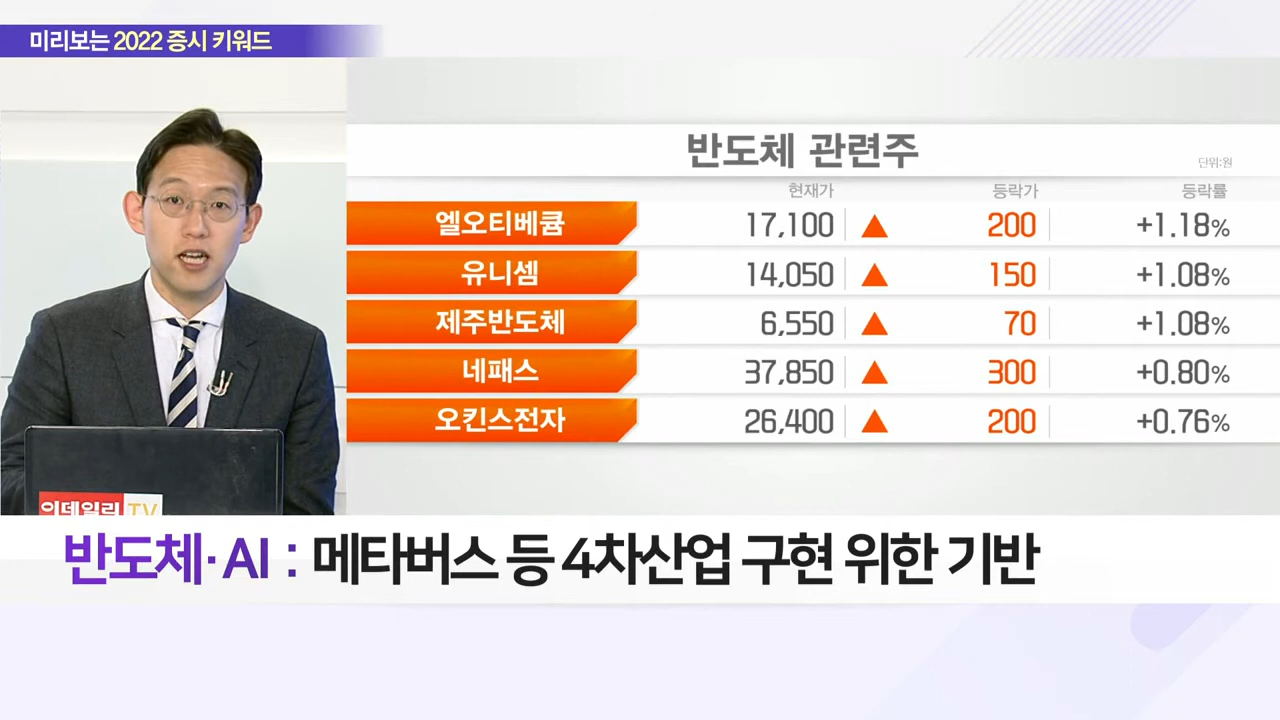 미리보는 2022 증시 키워드
반도체 관련주
단위:원
현재가 등락가 등락률
엘오티베큠 17,100 ▲ 200 +1.18%
유니셈 14,050 ▲ 150 +1.08%
제주반도체 6,550 ▲ 70 +1.08%
네패스 37,850 ▲ 300 +0.80%
오킨스전자 26,400 ▲ 200 +0.76%
이데일리 TV
반도체·AI : 메타버스 등 4차산업 구현 위한 기반